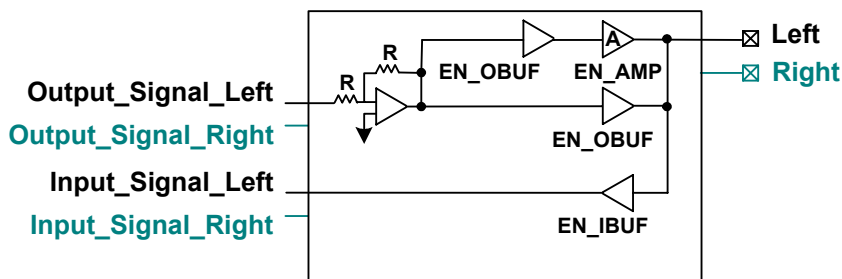 Left
Right
R
R
A
EN_OBUF
EN_AMP
Output_Signal_Left
Output_Signal_Right
EN_OBUF
Input_Signal_Left
Input_Signal_Right
EN_IBUF